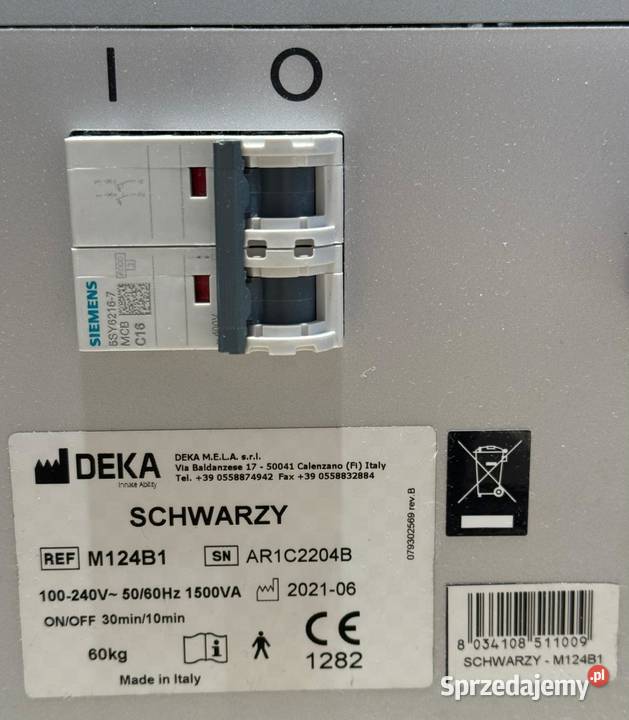 I O
SIEMENS
5SY6216-7
MCB
C16
400V
DEKA
Innate Ability
DEKA M.E.L.A. s.r.l.
Via Baldanzese 17 - 50041 Calenzano (FI) Italy
Tel. +39 0558874942 Fax +39 0558832884
SCHWARZY
REF M124B1 SN AR1C2204B
100-240V~ 50/60Hz 1500VA 2021-06
ON/OFF 30min/10min
60kg i CE
1282
Made in Italy
079302569 rev.B
8 034108 511009
SCHWARZY - M124B1
Sprzedajemy.pl